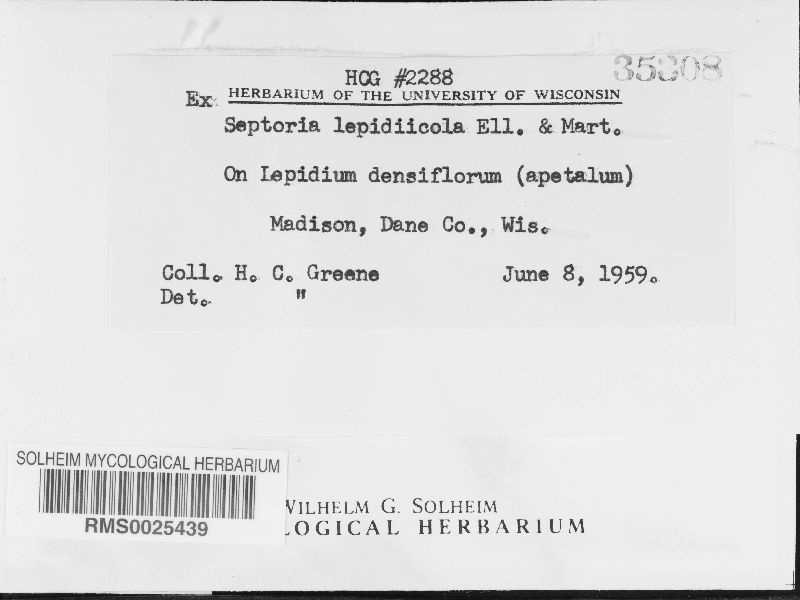 HCG #2288
35308
Ex. HERBARIUM OF THE UNIVERSITY OF WISCONSIN
Septoria lepidiicola Ell. & Mart.
On Lepidium densiflorum (apetalum)
Madison, Dane Co., Wis.
Coll. H. C. Greene June 8, 1959.
Det. "
SOLHEIM MYCOLOGICAL HERBARIUM
RMS0025439
WILHELM G. SOLHEIM
LOGICAL HERBARIUM